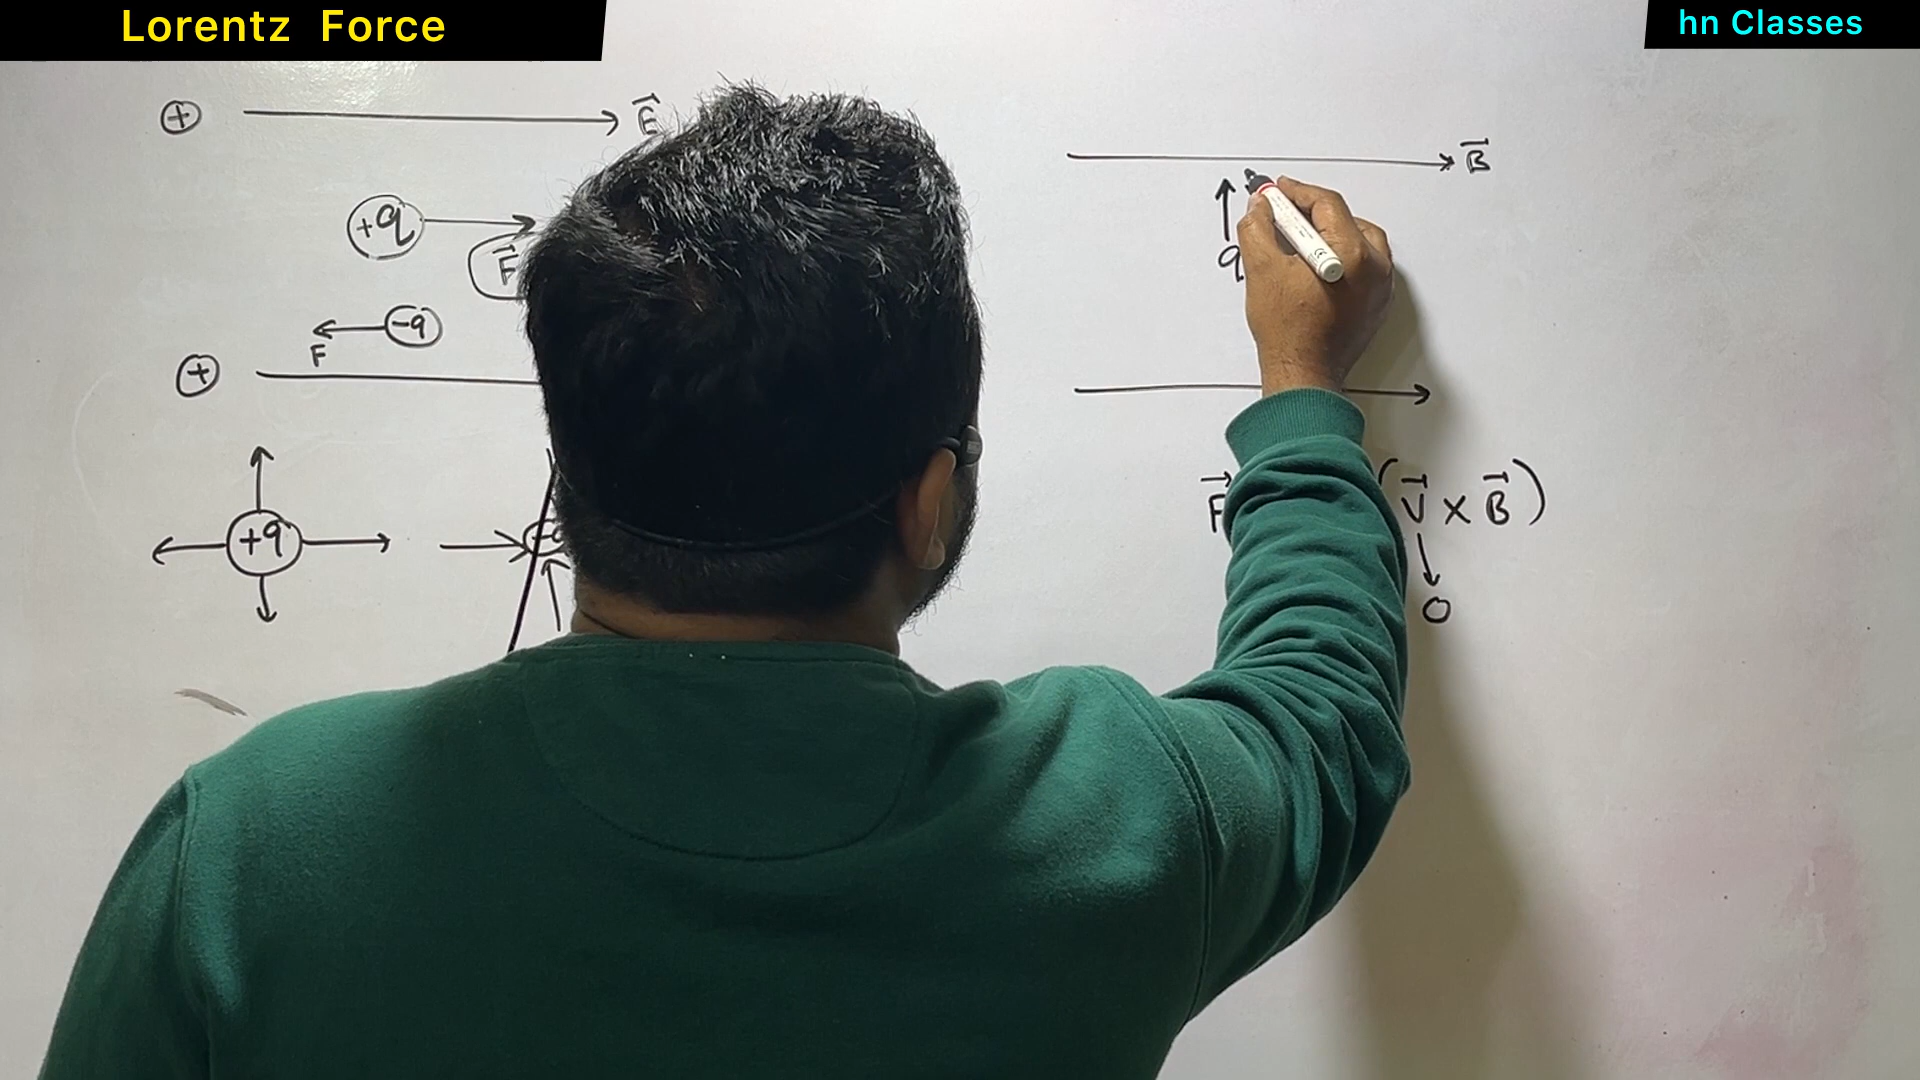 Lorentz Force
hn Classes
+ E⃗
+q
F⃗
-q
F
+
+q
B⃗
q
F⃗ (V⃗ × B⃗)
0